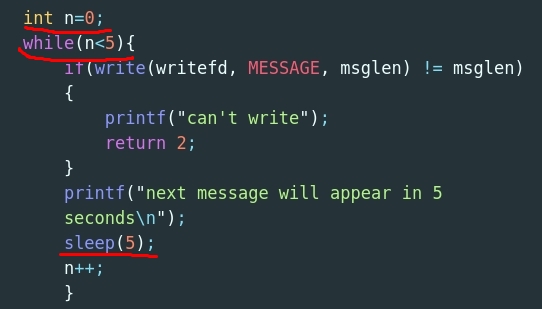 int n=0;
while(n<5){
if(write(writefd, MESSAGE, msglen) != msglen)
{
printf("can't write");
return 2;
}
printf("next message will appear in 5
seconds\n");
sleep(5);
n++;
}